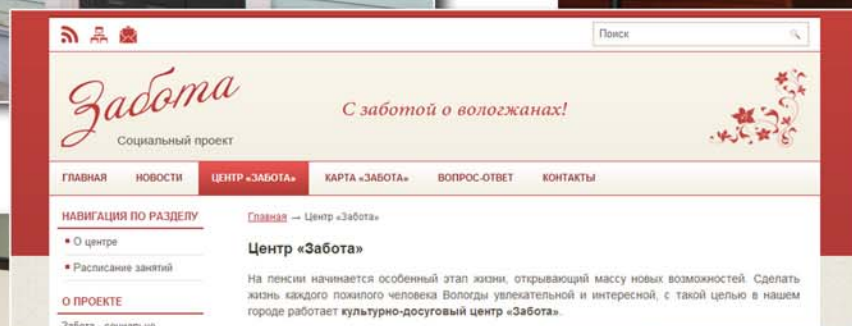 Поиск
Забота
Социальный проект
С заботой о вологжанах!
ГЛАВНАЯ НОВОСТИ ЦЕНТР «ЗАБОТА» КАРТА «ЗАБОТА» ВОПРОС-ОТВЕТ КОНТАКТЫ
НАВИГАЦИЯ ПО РАЗДЕЛУ
О центре
Расписание занятий
О ПРОЕКТЕ
Забота - социально
Главная → Центр «Забота»
Центр «Забота»
На пенсии начинается особенный этап жизни, открывающий массу новых возможностей. Сделать
жизнь каждого пожилого человека Вологды увлекательной и интересной, с такой целью в нашем
городе работает культурно-досуговый центр «Забота».